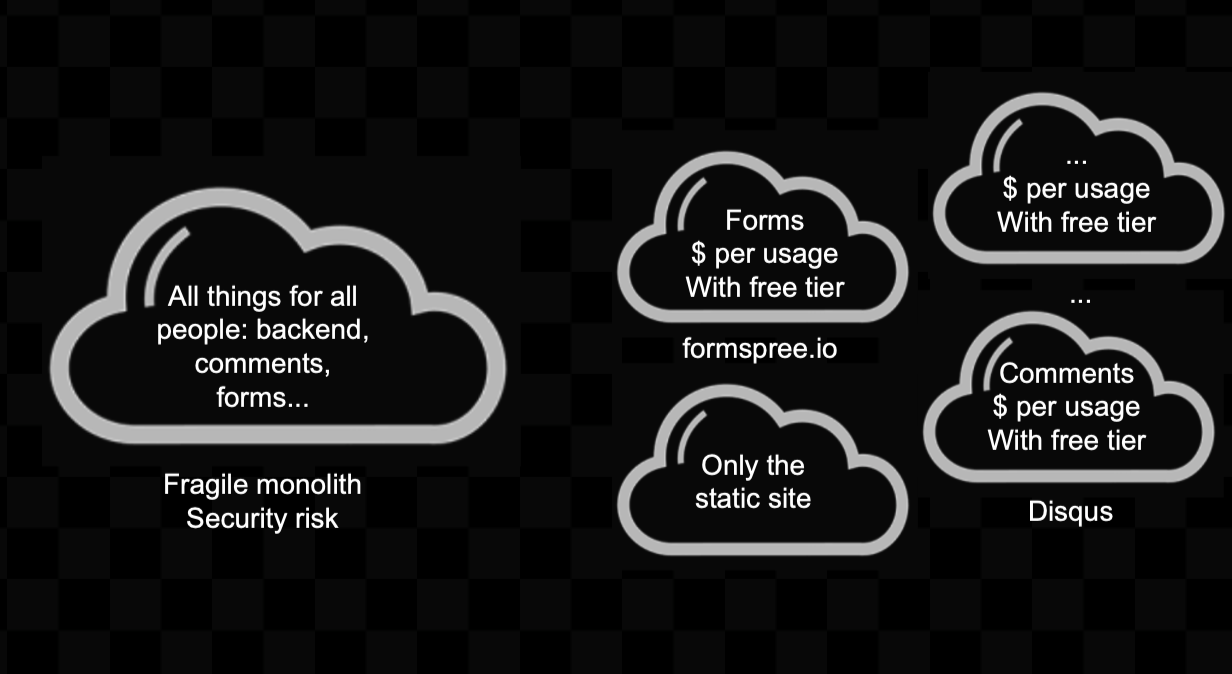 All things for all
people: backend,
comments,
forms...
Fragile monolith
Security risk
Forms
$ per usage
With free tier
formspree.io
Only the
static site
...
$ per usage
With free tier
...
Comments
$ per usage
With free tier
Disqus